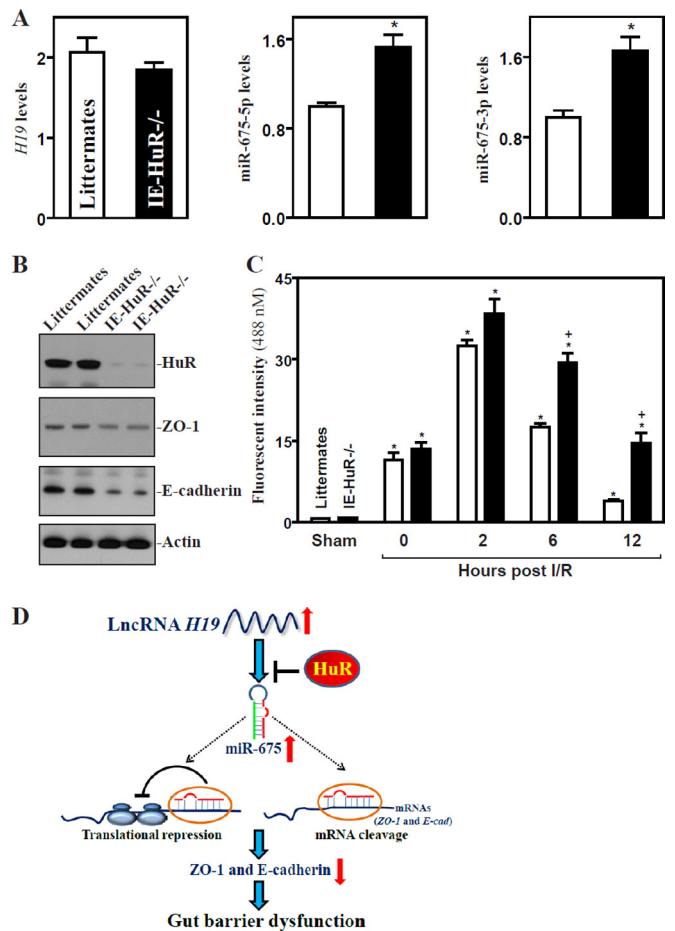 A
H19 levels
2
1
0
Littermates
IE-HuR-/-
miR-675-5p levels
1.6
0.8
0.0
*
miR-675-3p levels
1.6
0.8
0.0
*
B
Littermates
Littermates
IE-HuR-/-
IE-HuR-/-
-HuR
-ZO-1
-E-cadherin
-Actin
C
Fluorescent intensity (488 nM)
45
30
15
0
Littermates
IE-HuR-/-
* *
* *
* + *
* + *
Sham 0 2 6 12
Hours post I/R
D
LncRNA H19
HuR
miR-675
mRNAs
(ZO-1 and E-cad)
Translational repression
mRNA cleavage
ZO-1 and E-cadherin
Gut barrier dysfunction